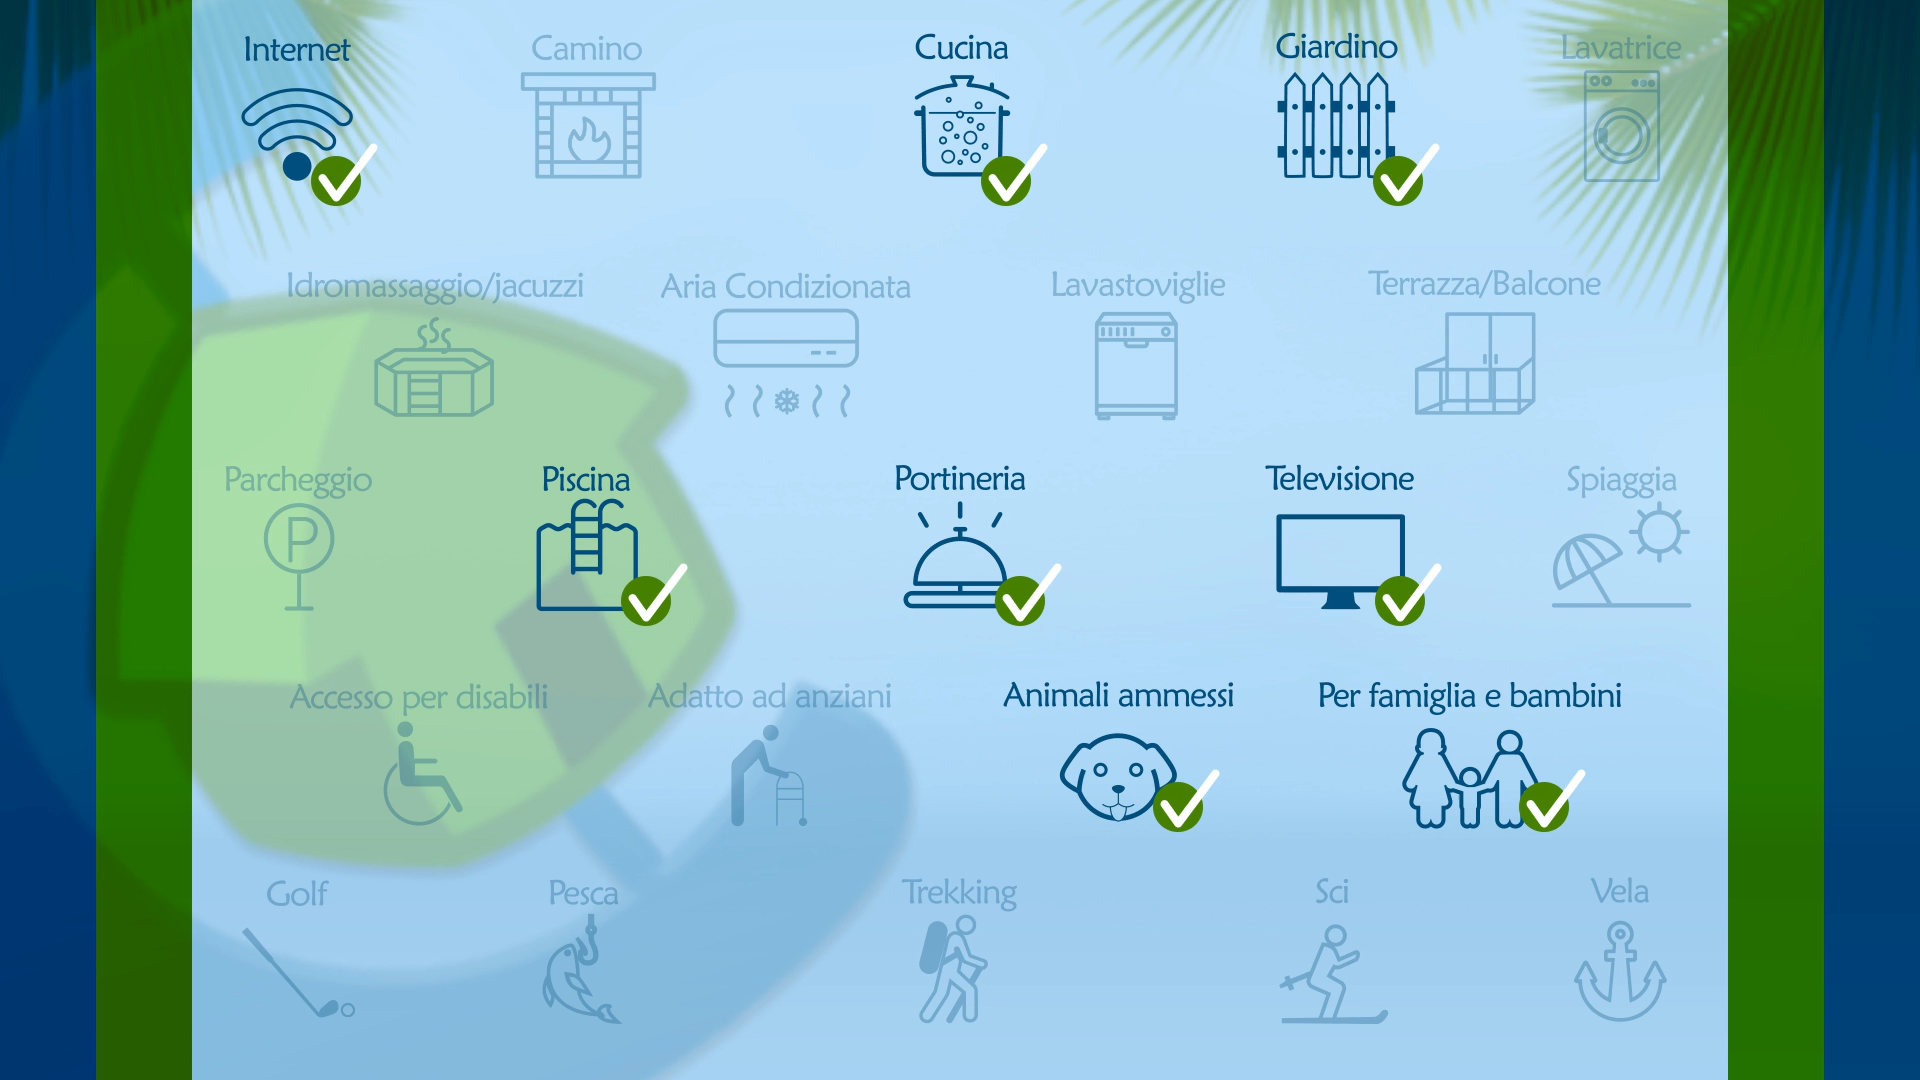 Internet
Camino
Cucina
Giardino
Lavatrice
Idromassaggio/jacuzzi
Aria Condizionata
Lavastoviglie
Terrazza/Balcone
Parcheggio
P
Piscina
Portineria
Televisione
Spiaggia
Accesso per disabili
Adatto ad anziani
Animali ammessi
Per famiglia e bambini
Golf
Pesca
Trekking
Sci
Vela